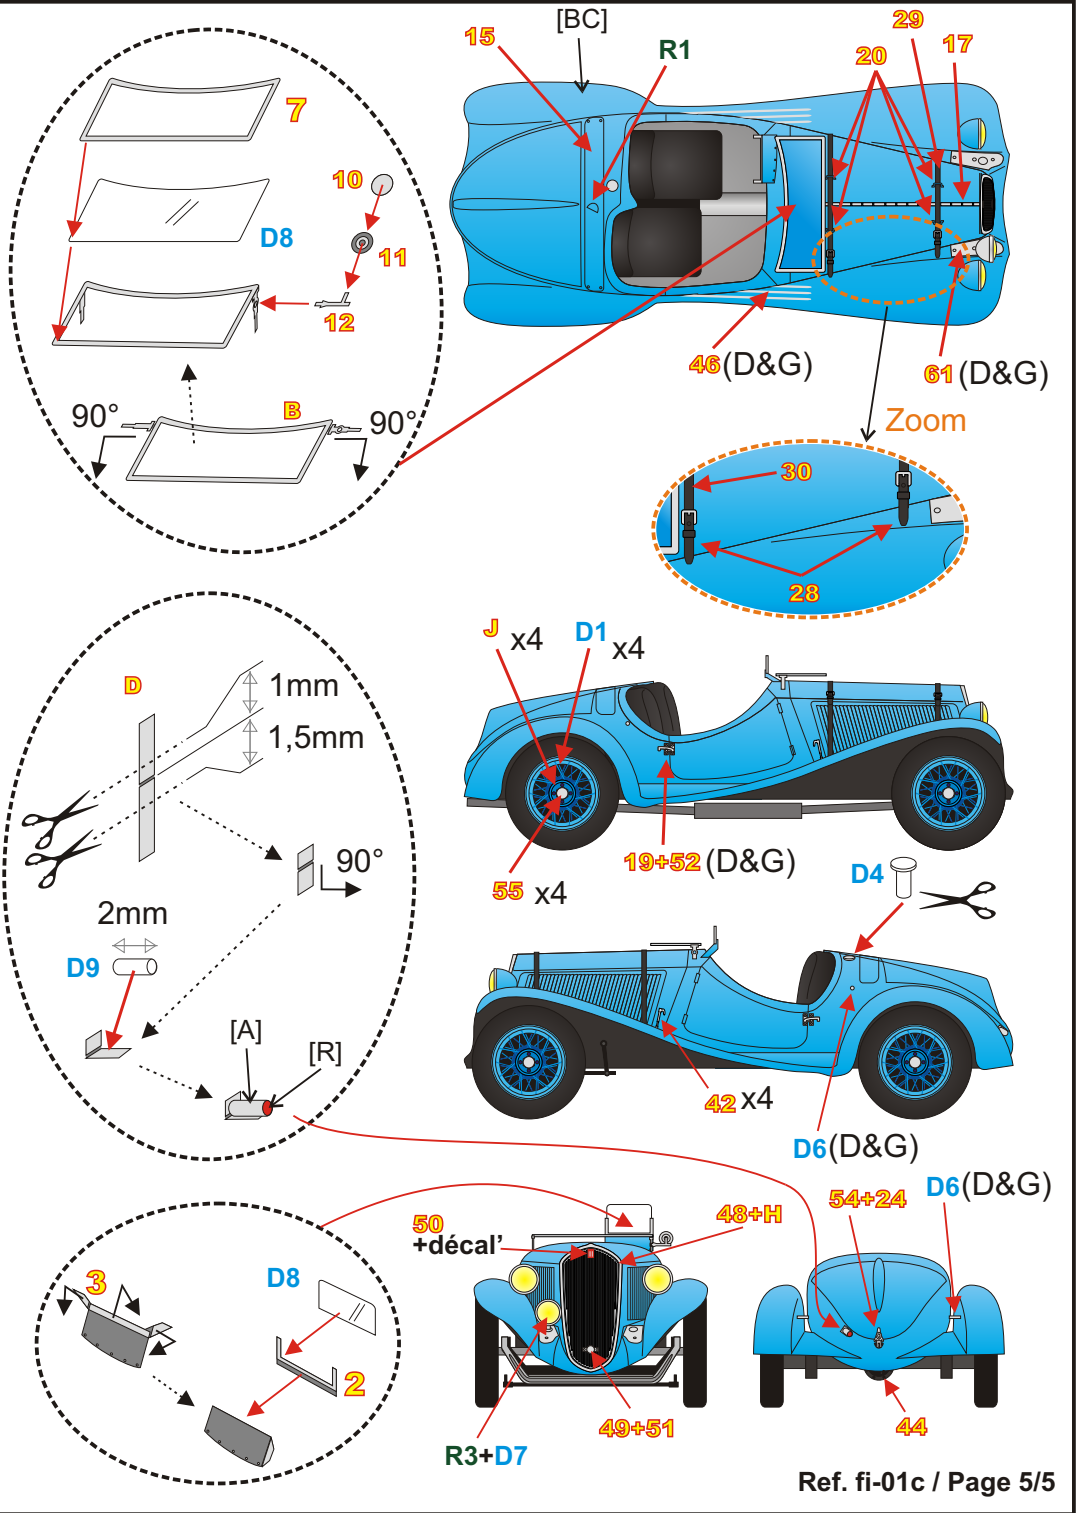 [BC]
15
R1
29
17
20
7
10
D8
11
12
90°
B
90°
46 (D&G)
61 (D&G)
Zoom
30
28
D
1mm
1,5mm
90°
2mm
D9
[A]
[R]
J x4
D1 x4
19+52 (D&G)
55 x4
D4
42 x4
D6 (D&G)
3
D8
2
50
+décal'
48+H
49+51
R3+D7
54+24
D6 (D&G)
44
Ref. fi-01c / Page 5/5